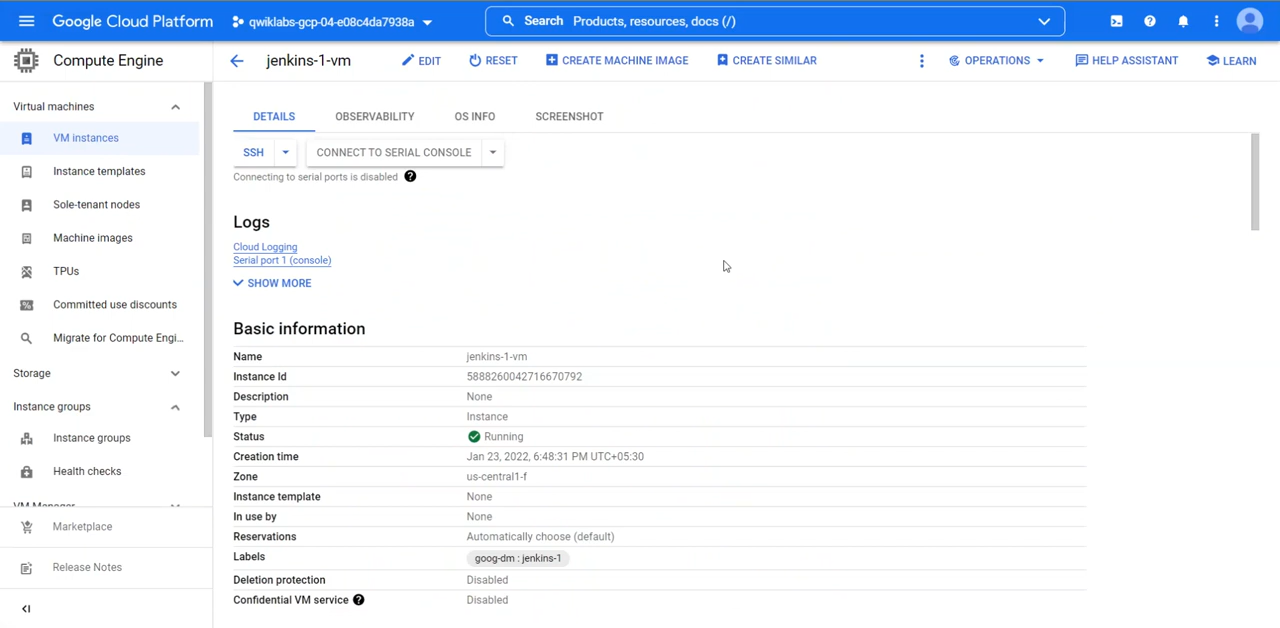 Google Cloud Platform
qwiklabs-gcp-04-e08c4da7938a
Search Products, resources, docs (/)
Compute Engine
jenkins-1-vm
EDIT
RESET
CREATE MACHINE IMAGE
CREATE SIMILAR
OPERATIONS
HELP ASSISTANT
LEARN
Virtual machines
VM instances
Instance templates
Sole-tenant nodes
Machine images
TPUs
Committed use discounts
Migrate for Compute Engi...
Storage
Instance groups
Instance groups
Health checks
VM Manager
Marketplace
Release Notes
DETAILS
OBSERVABILITY
OS INFO
SCREENSHOT
SSH
CONNECT TO SERIAL CONSOLE
Connecting to serial ports is disabled
Logs
Cloud Logging
Serial port 1 (console)
SHOW MORE
Basic information
Name jenkins-1-vm
Instance Id 5888260042716670792
Description None
Type Instance
Status Running
Creation time Jan 23, 2022, 6:48:31 PM UTC+05:30
Zone us-central1-f
Instance template None
In use by None
Reservations Automatically choose (default)
Labels goog-dm : jenkins-1
Deletion protection Disabled
Confidential VM service Disabled